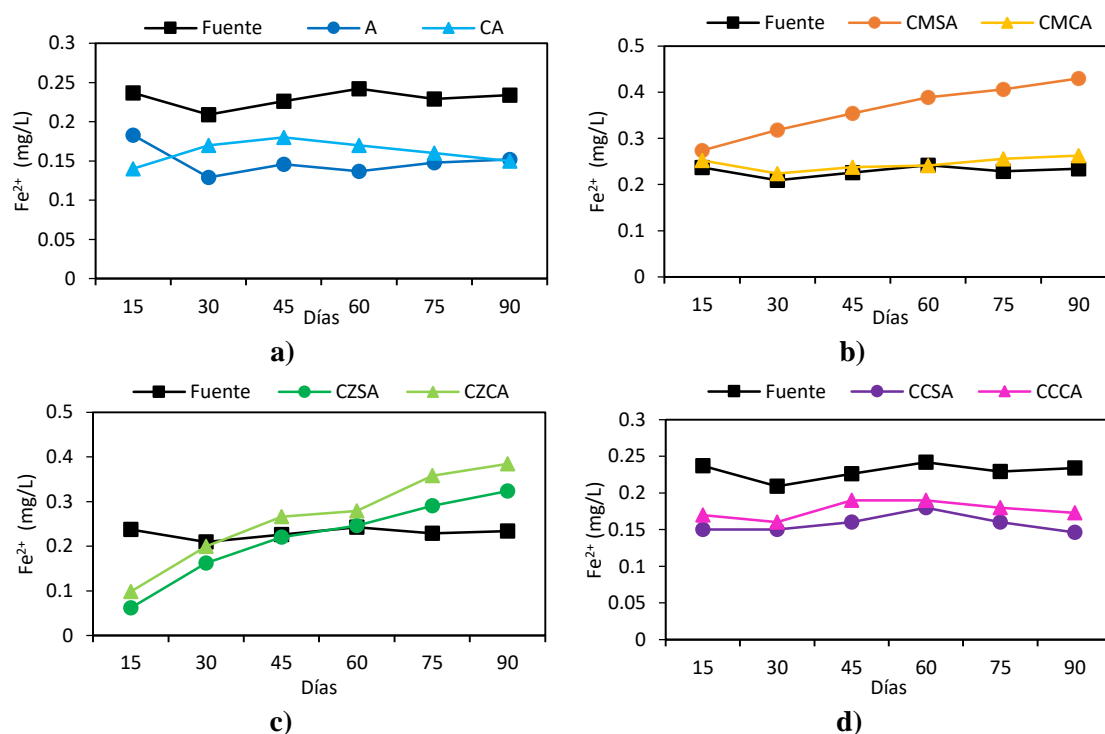 Fuente A CA
0.3
0.25
0.2
0.15
0.1
0.05
0
Fe²⁺ (mg/L)
15 30 45 60 75 90
Días
a)
Fuente CMSA CMCA
0.5
0.4
0.3
0.2
0.1
0
Fe²⁺ (mg/L)
15 30 45 60 75 90
Días
b)
Fuente CZSA CZCA
0.5
0.4
0.3
0.2
0.1
0
Fe²⁺ (mg/L)
15 30 45 60 75 90
Días
c)
Fuente CCSA CCCA
0.3
0.25
0.2
0.15
0.1
0.05
0
Fe²⁺ (mg/L)
15 30 45 60 75 90
Días
d)